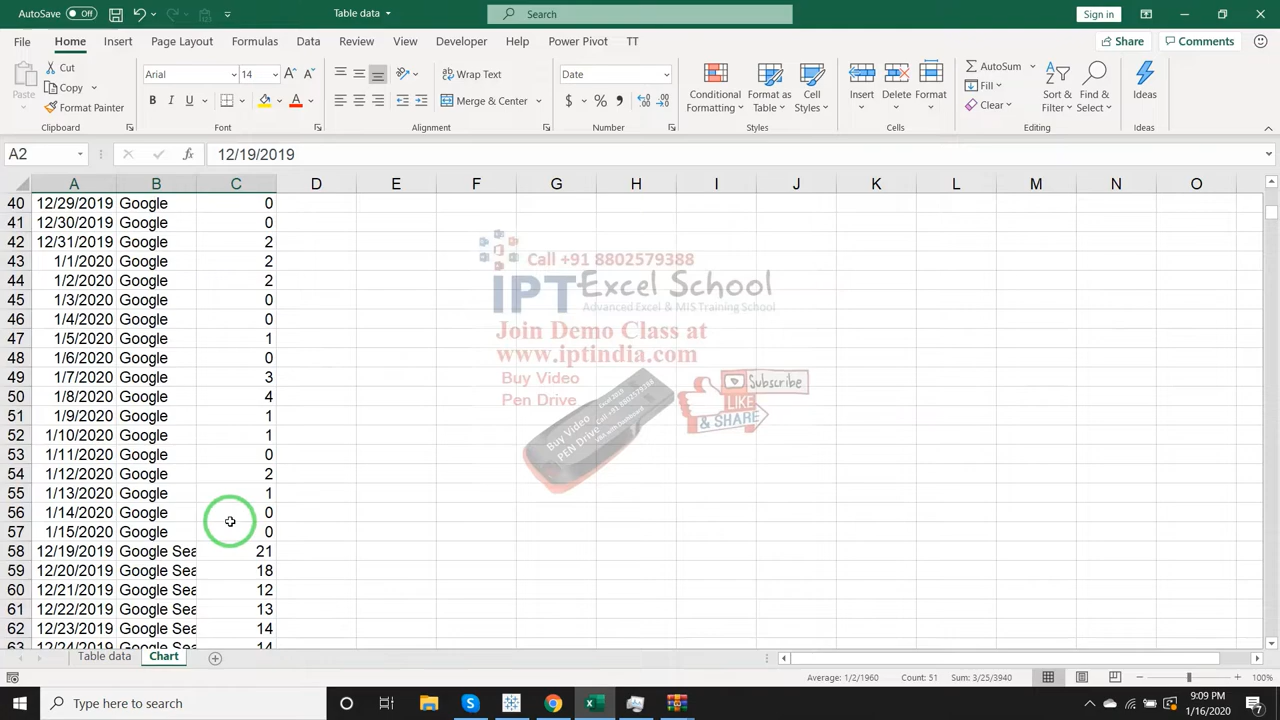 AutoSave Off Table data Search Sign in
File Home Insert Page Layout Formulas Data Review View Developer Help Power Pivot TT Share Comments
Paste Cut Copy Format Painter Clipboard
Arial 14 A A B I U A Font
Wrap Text Merge & Center Alignment
Date $ % , Number
Conditional Formatting Format as Table Cell Styles Styles
Insert Delete Format Cells
AutoSum Fill Clear Sort & Filter Find & Select Editing
Ideas Ideas
A2 fx 12/19/2019
A B C D E F G H I J K L M N O
40 12/29/2019 Google 0
41 12/30/2019 Google 0
42 12/31/2019 Google 2
43 1/1/2020 Google 2
44 1/2/2020 Google 2
45 1/3/2020 Google 0
46 1/4/2020 Google 0
47 1/5/2020 Google 1
48 1/6/2020 Google 0
49 1/7/2020 Google 3
50 1/8/2020 Google 4
51 1/9/2020 Google 1
52 1/10/2020 Google 1
53 1/11/2020 Google 0
54 1/12/2020 Google 2
55 1/13/2020 Google 1
56 1/14/2020 Google 0
57 1/15/2020 Google 0
58 12/19/2019 Google Sea 21
59 12/20/2019 Google Sea 18
60 12/21/2019 Google Sea 12
61 12/22/2019 Google Sea 13
62 12/23/2019 Google Sea 14
63 12/24/2019 Google Sea 14
Call +91 8802579388
IPT Excel School
Advanced Excel & MIS Training School
Join Demo Class at
www.iptindia.com
Buy Video
Pen Drive
Buy Video
PEN Drive
Call +91 8802579388
Subscribe
LIKE
& SHARE
Table data Chart
Average: 1/2/1960 Count: 51 Sum: 3/25/3940 100%
Type here to search
9:09 PM
1/16/2020